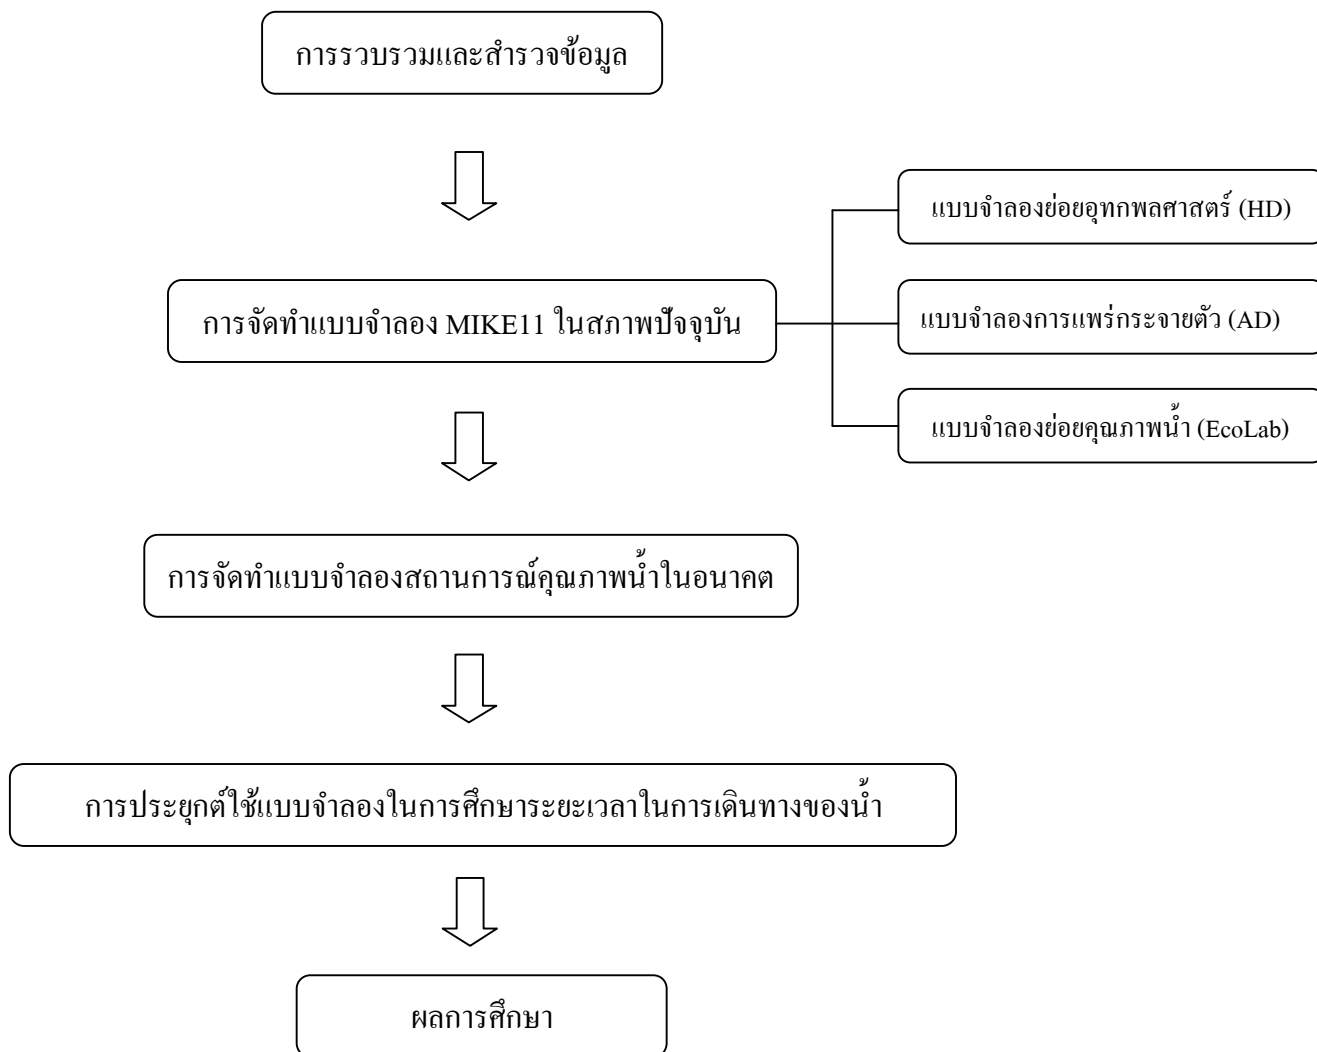 การรวบรวมและสำรวจข้อมูล
แบบจำลองย่อยอุทกพลศาสตร์ (HD)
การจัดทำแบบจำลอง MIKE11 ในสภาพปัจจุบัน
แบบจำลองการแพร่กระจายตัว (AD)
แบบจำลองย่อยคุณภาพน้ำ (EcoLab)
การจัดทำแบบจำลองสถานการณ์คุณภาพน้ำในอนาคต
การประยุกต์ใช้แบบจำลองในการศึกษาระยะเวลาในการเดินทางของน้ำ
ผลการศึกษา